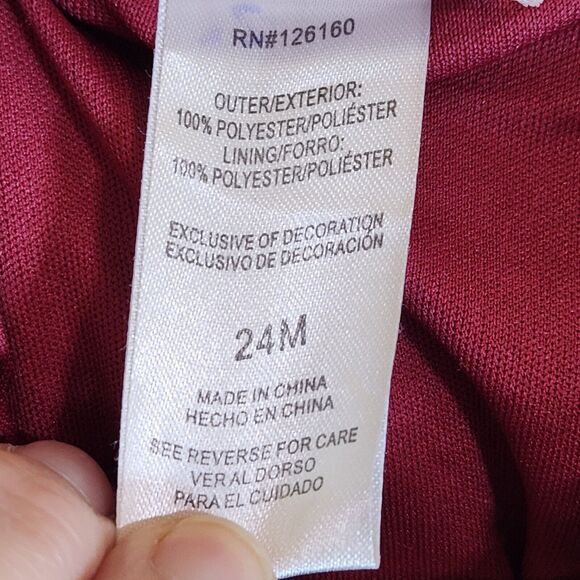 RN#126160
OUTER/EXTERIOR:
100% POLYESTER/POLIÉSTER
LINING/FORRO:
100% POLYESTER/POLIÉSTER
EXCLUSIVE OF DECORATION
EXCLUSIVO DE DECORACIÓN
24M
MADE IN CHINA
HECHO EN CHINA
SEE REVERSE FOR CARE
VER AL DORSO
PARA EL CUIDADO